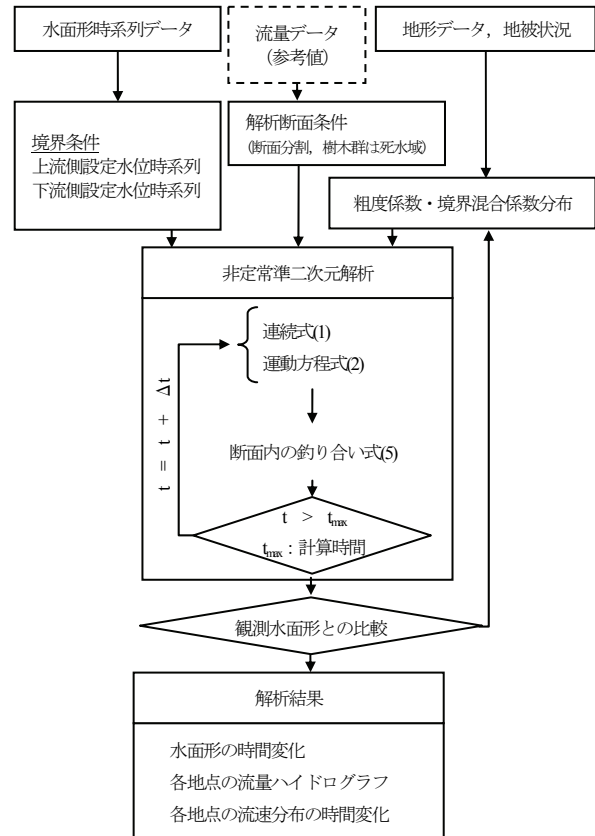 水面形時系列データ
流量データ
(参考値)
地形データ，地被状況
境界条件
上流側設定水位時系列
下流側設定水位時系列
解析断面条件
(断面分割，樹木群は死水域)
粗度係数・境界混合係数分布
非定常準二次元解析
連続式(1)
運動方程式(2)
t = t + Δt
断面内の釣り合い式(5)
t > tmax
tmax：計算時間
観測水面形との比較
解析結果
水面形の時間変化
各地点の流量ハイドログラフ
各地点の流速分布の時間変化